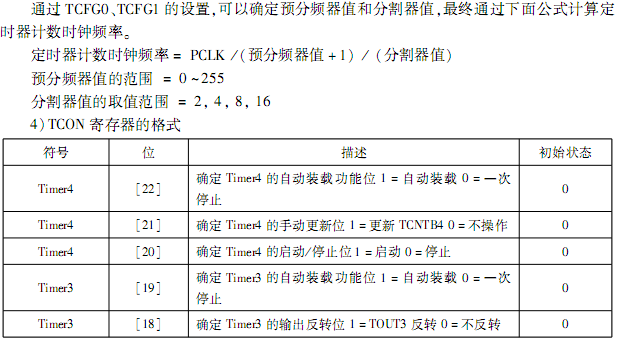 通过 TCFG0、TCFG1 的设置,可以确定预分频器值和分割器值,最终通过下面公式计算定
时器计数时钟频率。
定时器计数时钟频率 = PCLK /(预分频器值 + 1) / (分割器值)
预分频器值的范围 = 0 ~255
分割器值的取值范围 = 2, 4, 8, 16
4) TCON 寄存器的格式
符号 位 描述 初始状态
Timer4 [22] 确定 Timer4 的自动装载功能位 1 = 自动装载 0 = 一次
停止 0
Timer4 [21] 确定 Timer4 的手动更新位 1 = 更新 TCNTB4 0 = 不操作 0
Timer4 [20] 确定 Timer4 的启动/停止位 1 = 启动 0 = 停止 0
Timer3 [19] 确定 Timer3 的自动装载功能位 1 = 自动装载 0 = 一次
停止 0
Timer3 [18] 确定 Timer3 的输出反转位 1 = TOUT3 反转 0 = 不反转 0